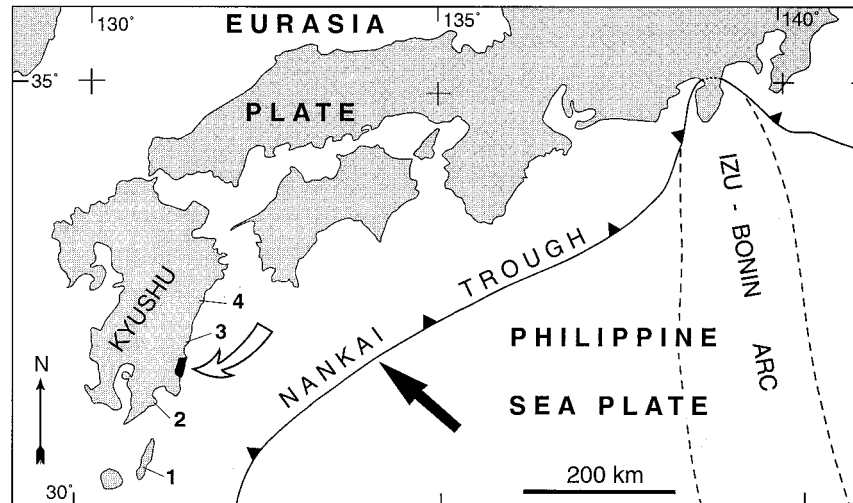 130°
EURASIA
135°
140°
35°
PLATE
IZU - BONIN
ARC
KYUSHU
4
3
NANKAI TROUGH
PHILIPPINE
SEA PLATE
N
2
1
200 km
30°